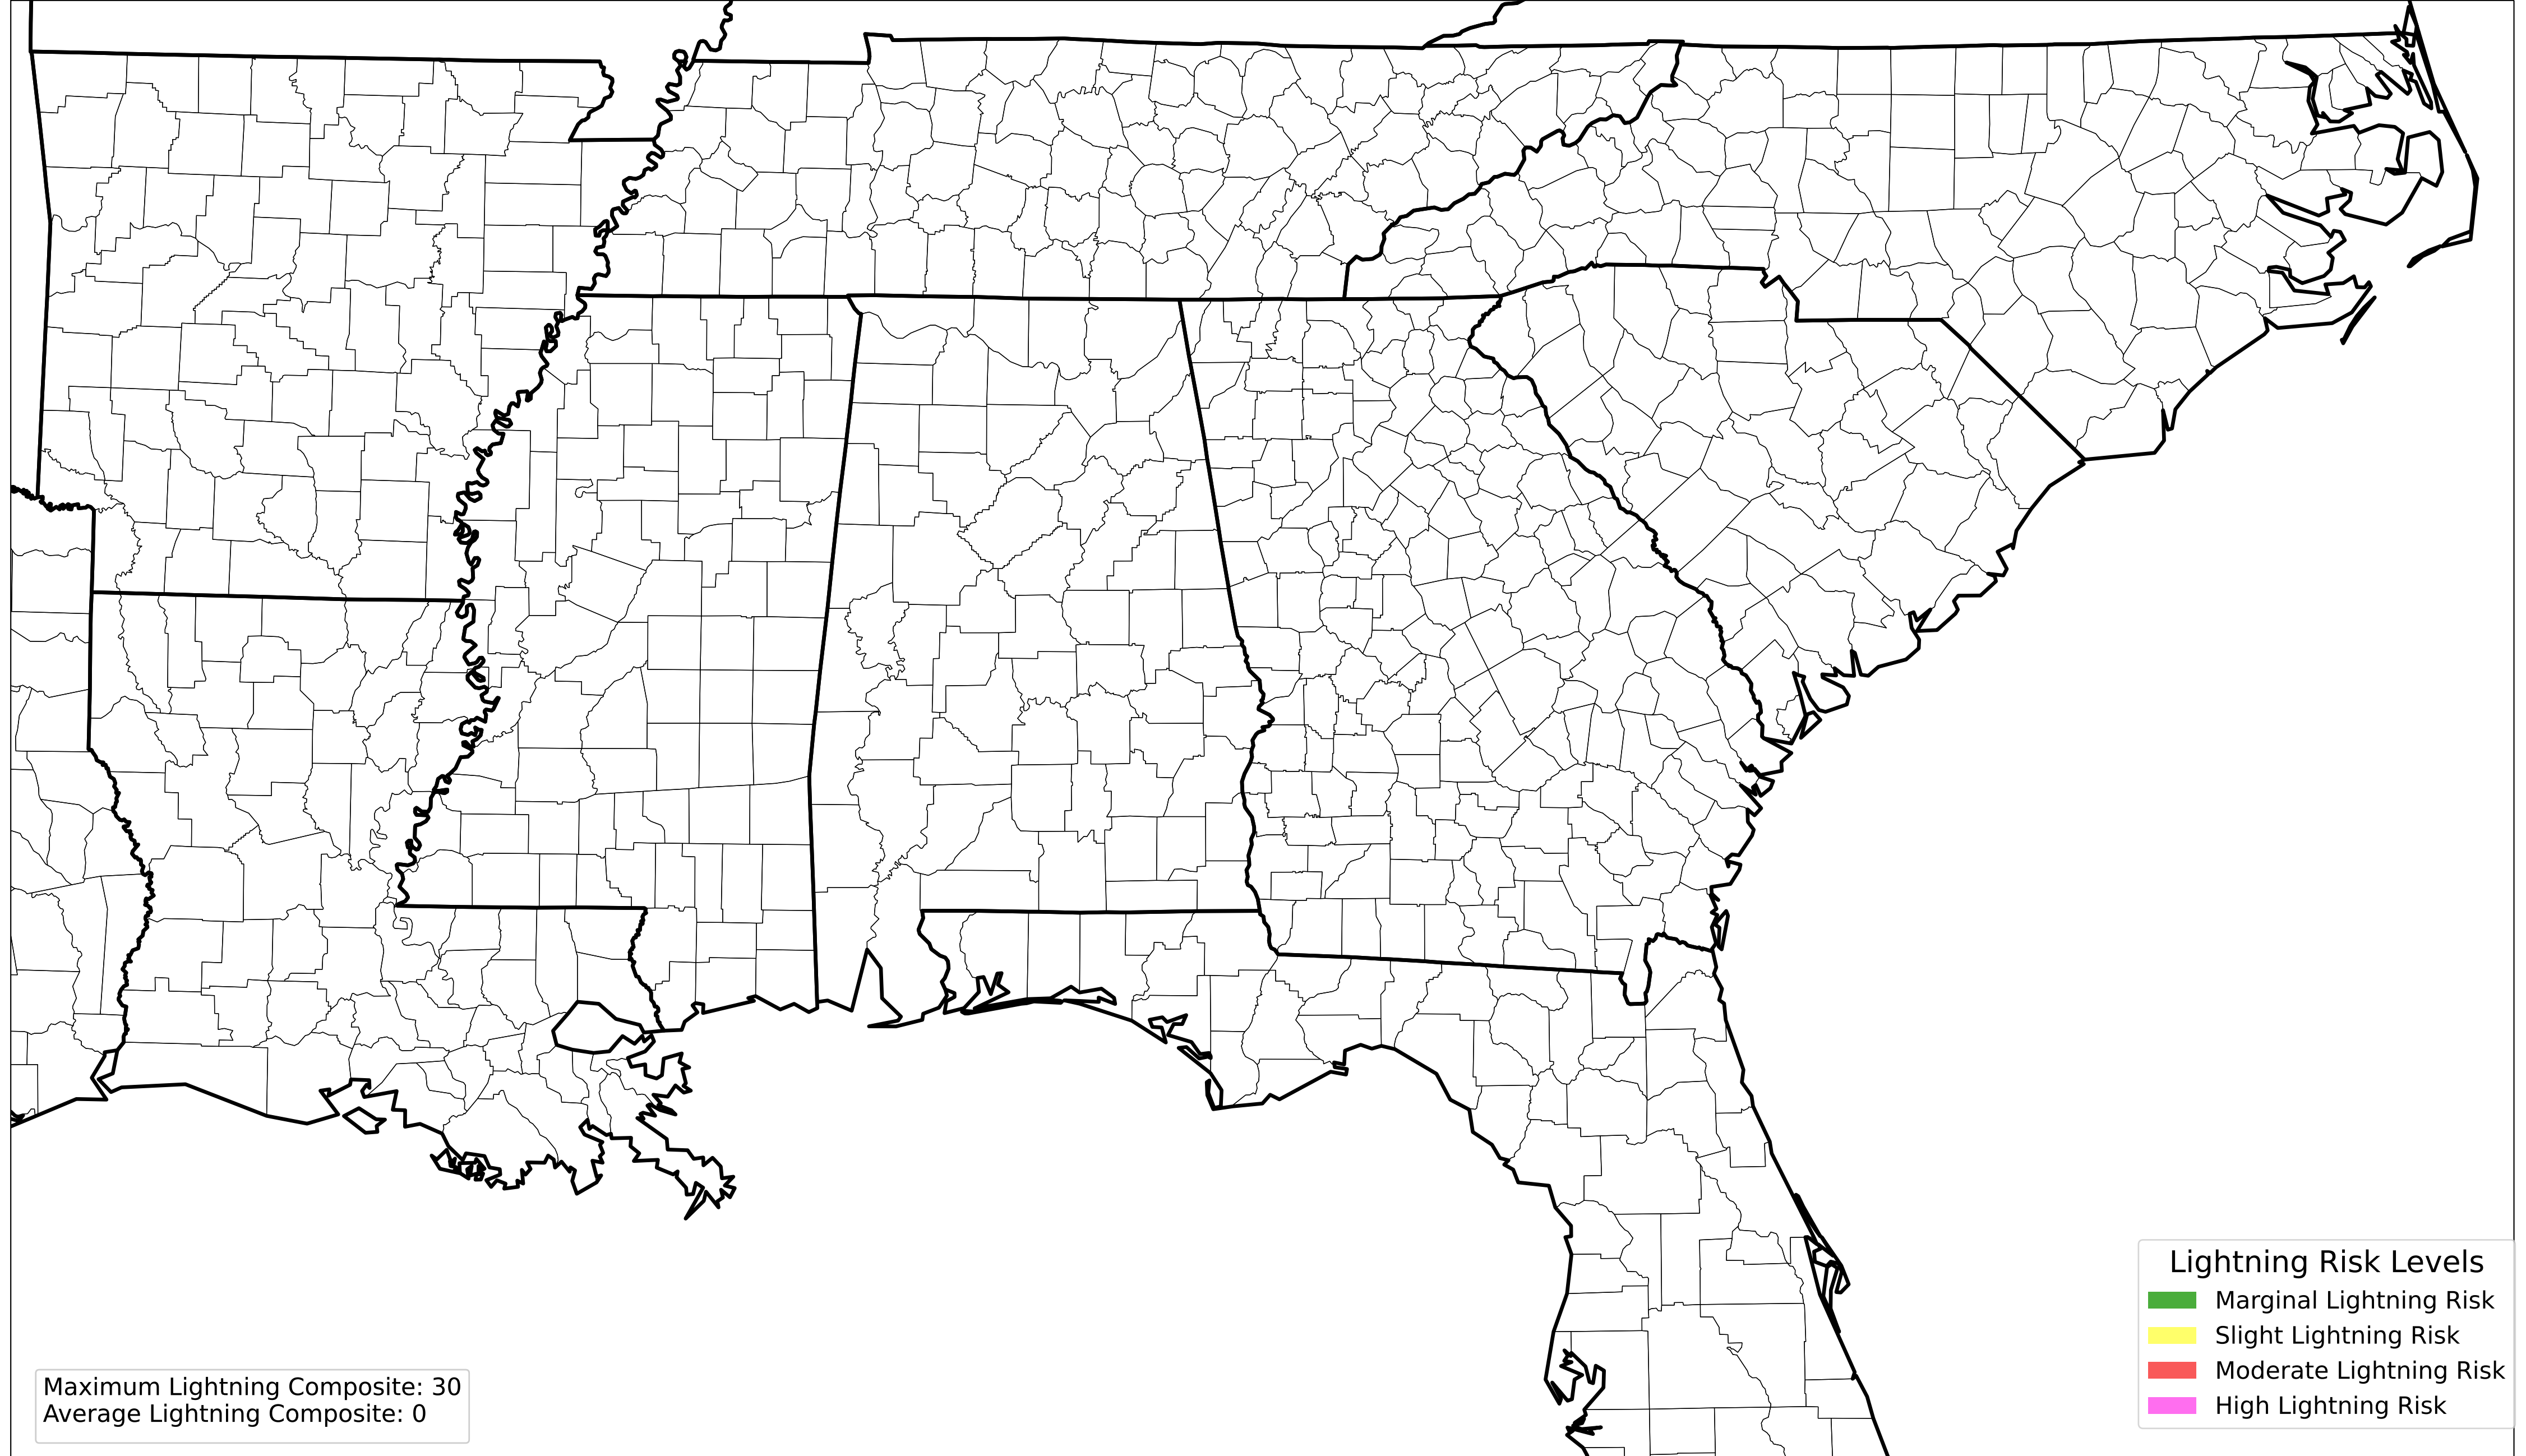 Maximum Lightning Composite: 30
Average Lightning Composite: 0
Lightning Risk Levels
Marginal Lightning Risk
Slight Lightning Risk
Moderate Lightning Risk
High Lightning Risk